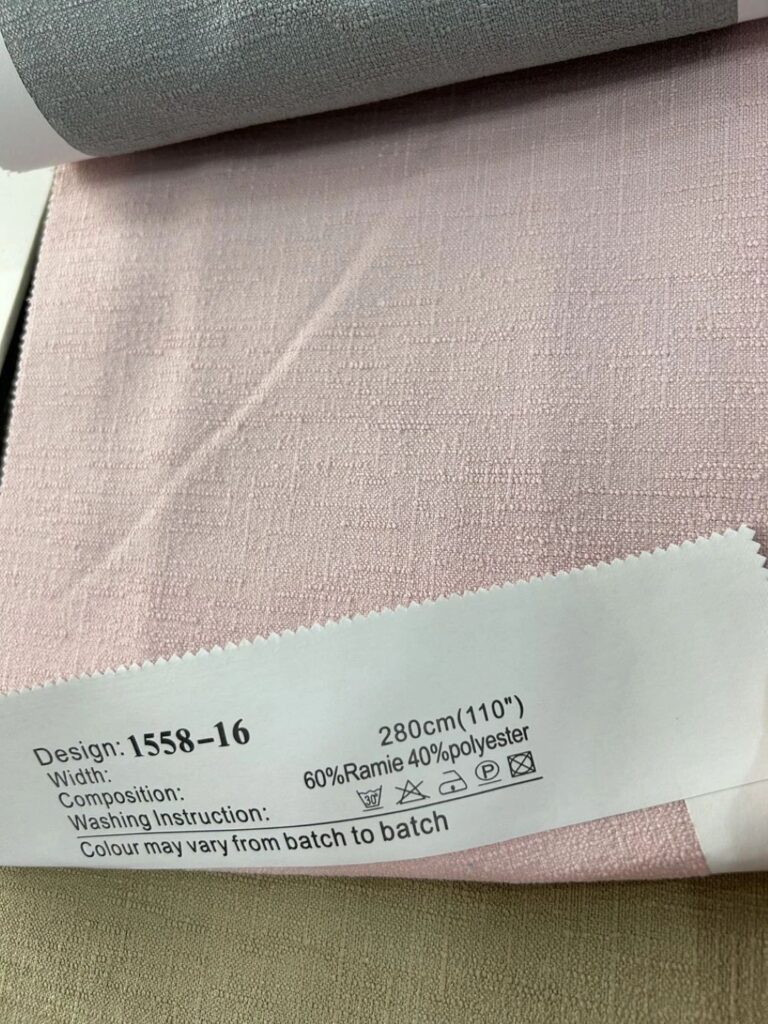 Design: 1558-16
Width: 280cm(110")
Composition: 60%Ramie 40%polyester
Washing Instruction: 30° P
Colour may vary from batch to batch